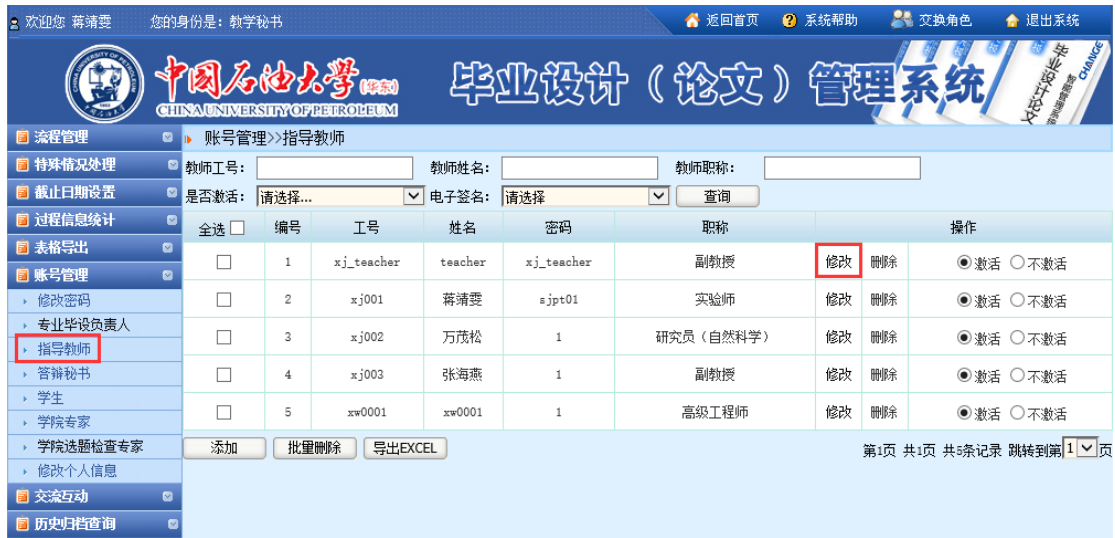 欢迎您 蒋靖雯 您的身份是：教学秘书 返回首页 系统帮助 交换角色 退出系统
中国石油大学(华东) 毕业设计（论文）管理系统
CHINA UNIVERSITY OF PETROLEUM
CHANGE
毕业设计论文
智能管理系统
流程管理
特殊情况处理
截止日期设置
过程信息统计
表格导出
账号管理
修改密码
专业毕设负责人
指导教师
答辩秘书
学生
学院专家
学院选题检查专家
修改个人信息
交流互动
历史归档查询
账号管理>>指导教师
教师工号： 教师姓名： 教师职称：
是否激活： 请选择... 电子签名： 请选择 查询
全选 编号 工号 姓名 密码 职称 操作
1 xj_teacher teacher xj_teacher 副教授 修改 删除 激活 不激活
2 xj001 蒋靖雯 sjpt01 实验师 修改 删除 激活 不激活
3 xj002 万茂松 1 研究员（自然科学） 修改 删除 激活 不激活
4 xj003 张海燕 1 副教授 修改 删除 激活 不激活
5 xw0001 xw0001 1 高级工程师 修改 删除 激活 不激活
添加 批量删除 导出EXCEL 第1页 共1页 共5条记录 跳转到第 1 页